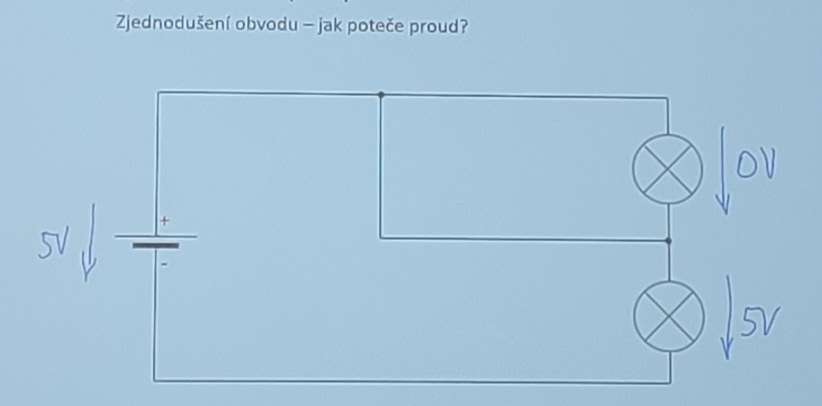 Zjednodušení obvodu – jak poteče proud?
0V
+
5V
-
5V